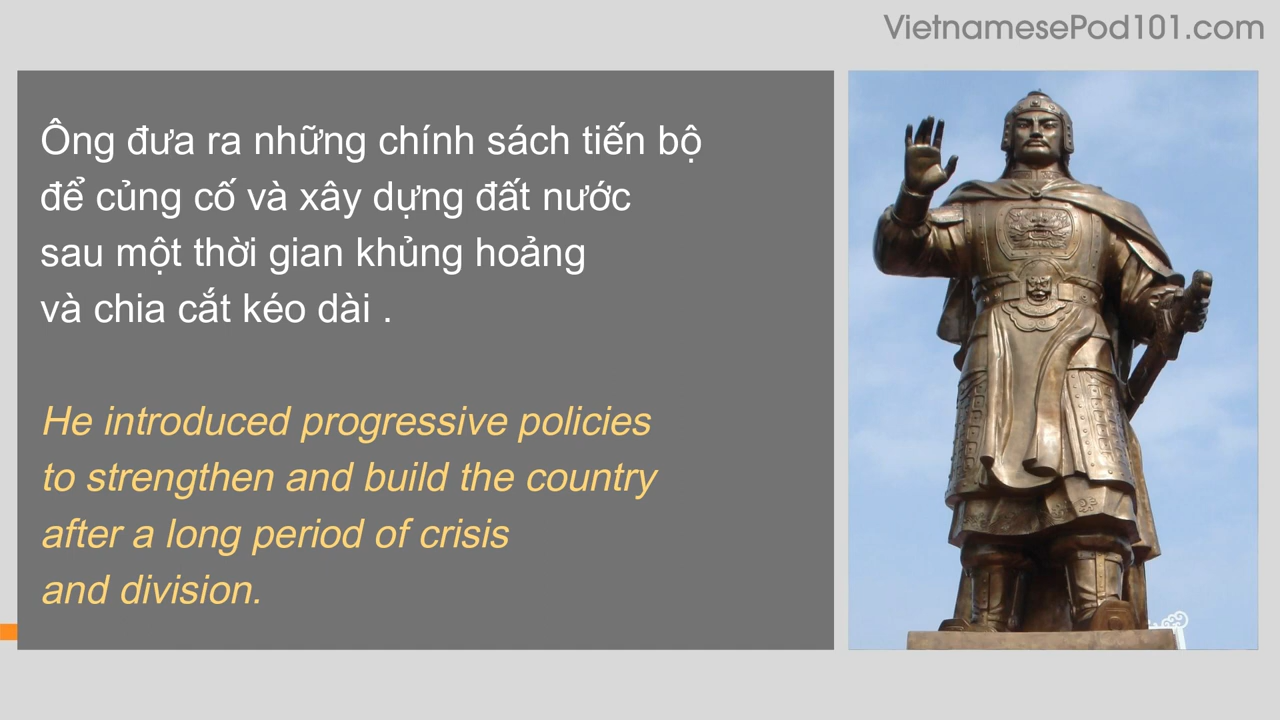 VietnamesePod101.com
Ông đưa ra những chính sách tiến bộ
để củng cố và xây dựng đất nước
sau một thời gian khủng hoảng
và chia cắt kéo dài .
He introduced progressive policies
to strengthen and build the country
after a long period of crisis
and division.